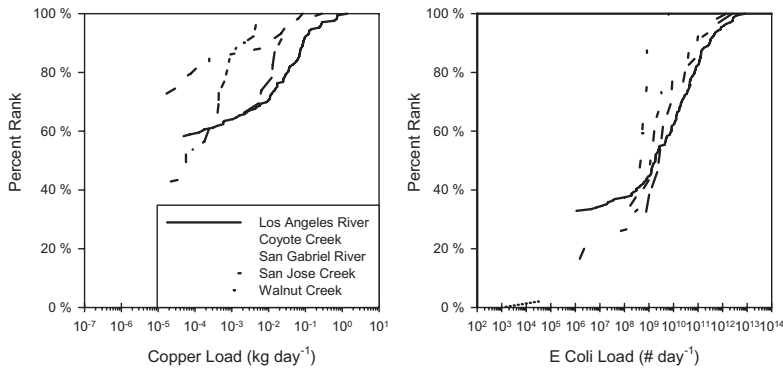 100 %
80 %
60 %
40 %
20 %
0 %
Percent Rank
Los Angeles River
Coyote Creek
San Gabriel River
San Jose Creek
Walnut Creek
10⁻⁷ 10⁻⁶ 10⁻⁵ 10⁻⁴ 10⁻³ 10⁻² 10⁻¹ 10⁰ 10¹
Copper Load (kg day⁻¹)
100 %
80 %
60 %
40 %
20 %
0 %
Percent Rank
10² 10³ 10⁴ 10⁵ 10⁶ 10⁷ 10⁸ 10⁹ 10¹⁰ 10¹¹ 10¹² 10¹³ 10¹⁴
E Coli Load (# day⁻¹)